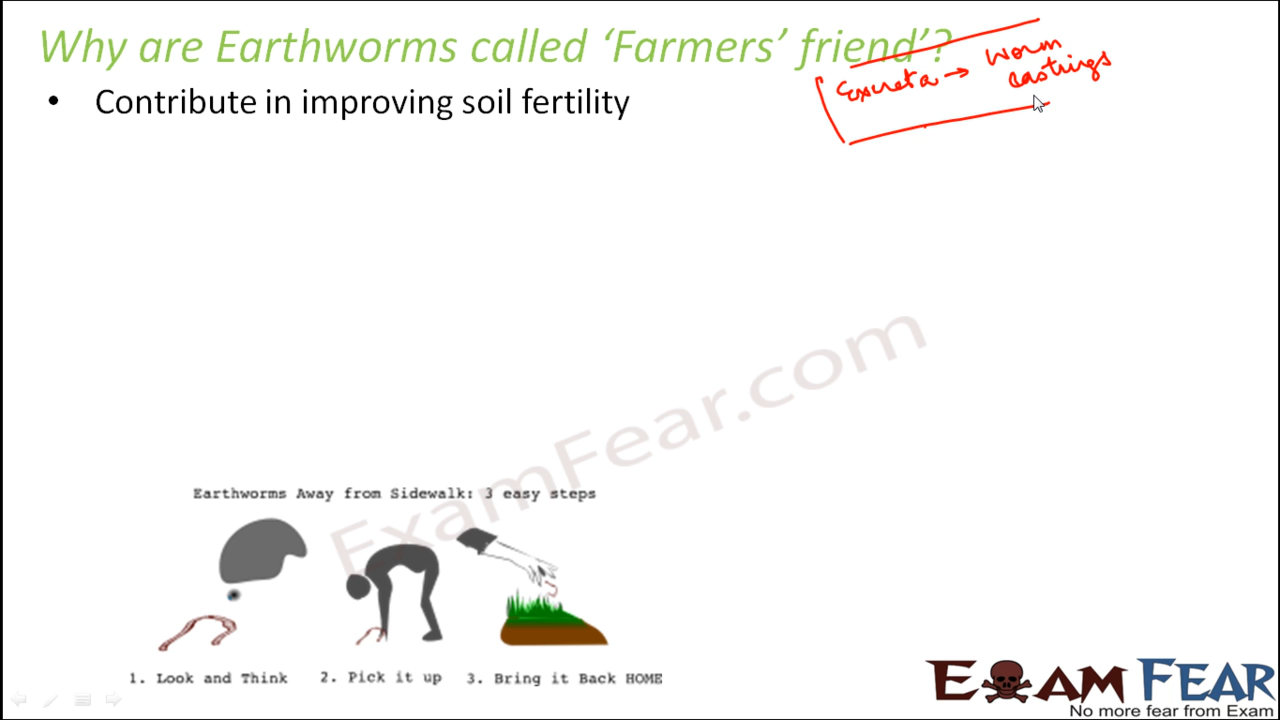 Why are Earthworms called ‘Farmers’ friend’?
Excreta → Worm
castings
• Contribute in improving soil fertility
ExamFear.com
Earthworms Away from Sidewalk: 3 easy steps
1. Look and Think 2. Pick it up 3. Bring it Back HOME
EXAM FEAR
No more fear from Exam